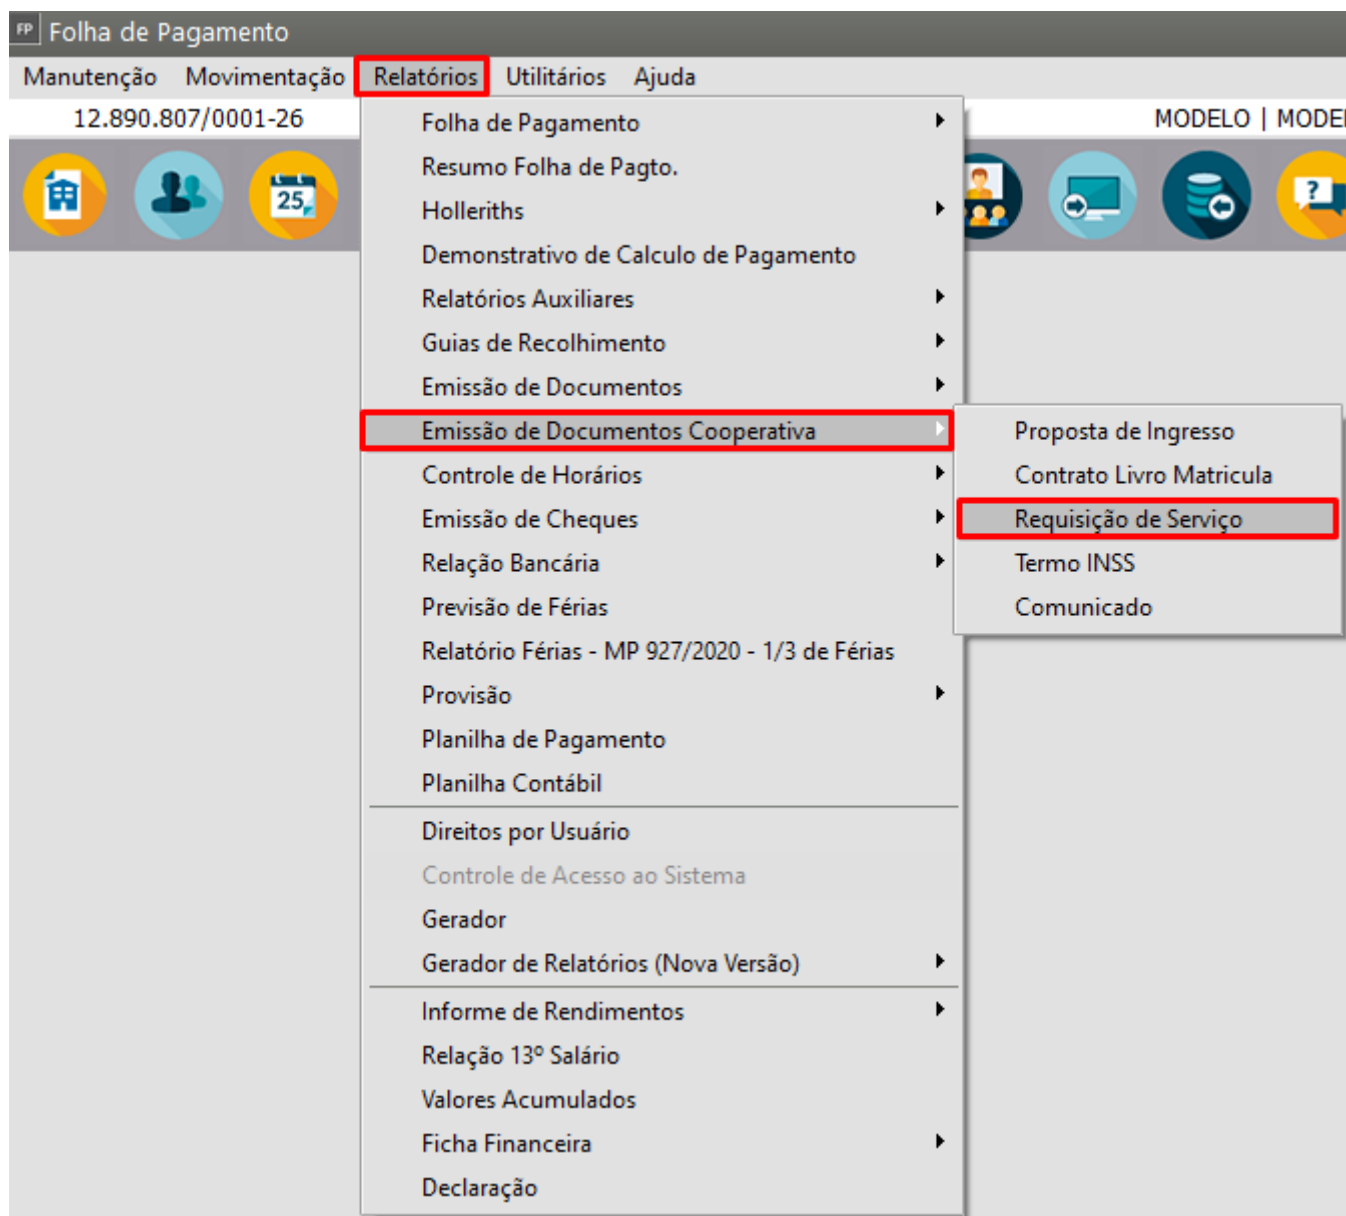 FP Folha de Pagamento
Manutenção Movimentação Relatórios Utilitários Ajuda
12.890.807/0001-26 MODELO | MODE
25
?
Folha de Pagamento
Resumo Folha de Pagto.
Holleriths
Demonstrativo de Calculo de Pagamento
Relatórios Auxiliares
Guias de Recolhimento
Emissão de Documentos
Emissão de Documentos Cooperativa
Controle de Horários
Emissão de Cheques
Relação Bancária
Previsão de Férias
Relatório Férias - MP 927/2020 - 1/3 de Férias
Provisão
Planilha de Pagamento
Planilha Contábil
Direitos por Usuário
Controle de Acesso ao Sistema
Gerador
Gerador de Relatórios (Nova Versão)
Informe de Rendimentos
Relação 13º Salário
Valores Acumulados
Ficha Financeira
Declaração
Proposta de Ingresso
Contrato Livro Matricula
Requisição de Serviço
Termo INSS
Comunicado